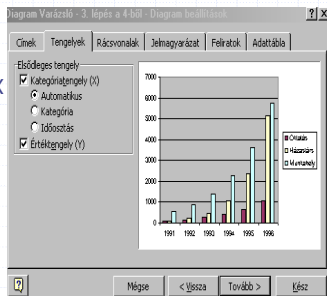 Diagram Varázsló - 3. lépés a 4-ből - Diagram beállítások
Címek Tengelyek Rácsvonalak Jelmagyarázat Feliratok Adattábla
Elsődleges tengely
Kategóriatengely (X)
Automatikus
Kategória
Időosztás
Értéktengely (Y)
7000
6000
5000
4000
3000
2000
1000
0
1991 1992 1993 1994 1995 1996
Oktatás
Mégse < Vissza Tovább > Kész